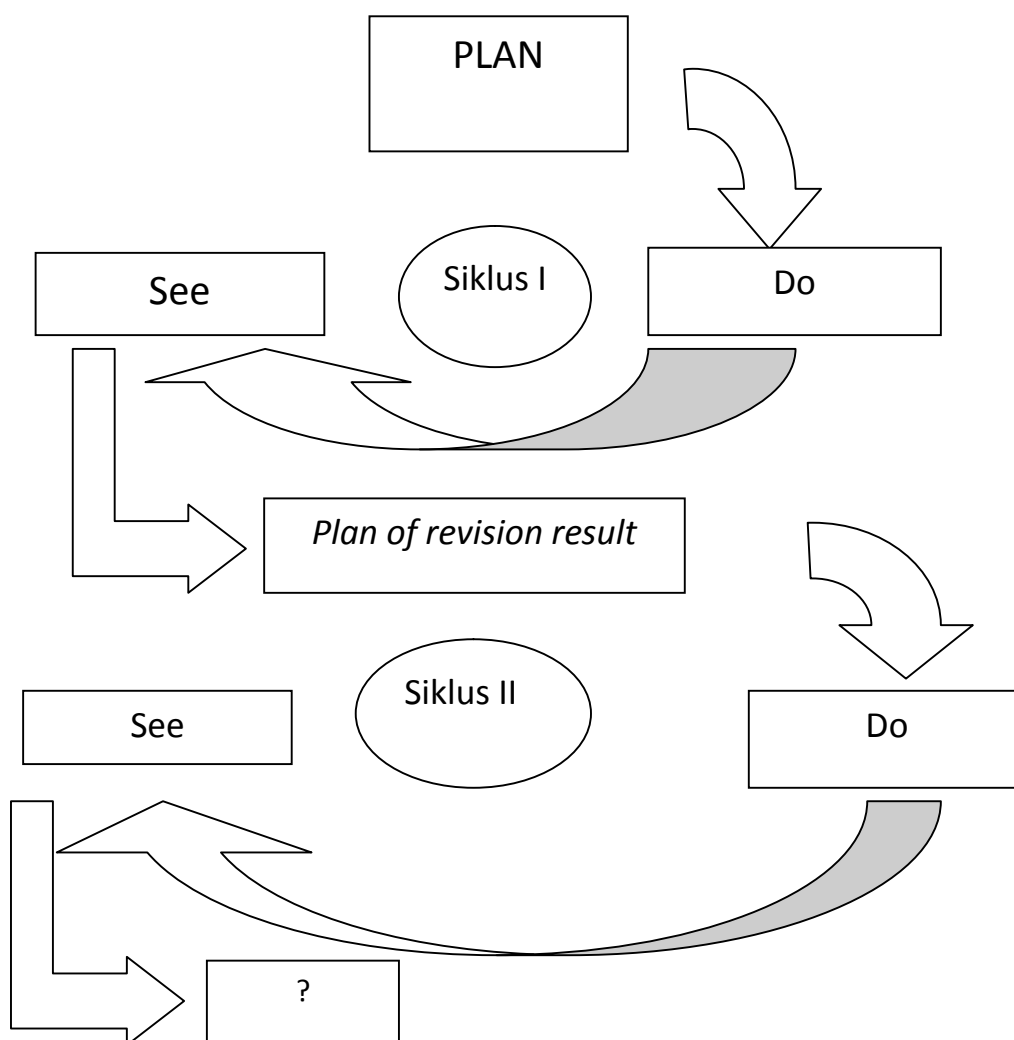 PLAN
See
Siklus I
Do
Plan of revision result
See
Siklus II
Do
?